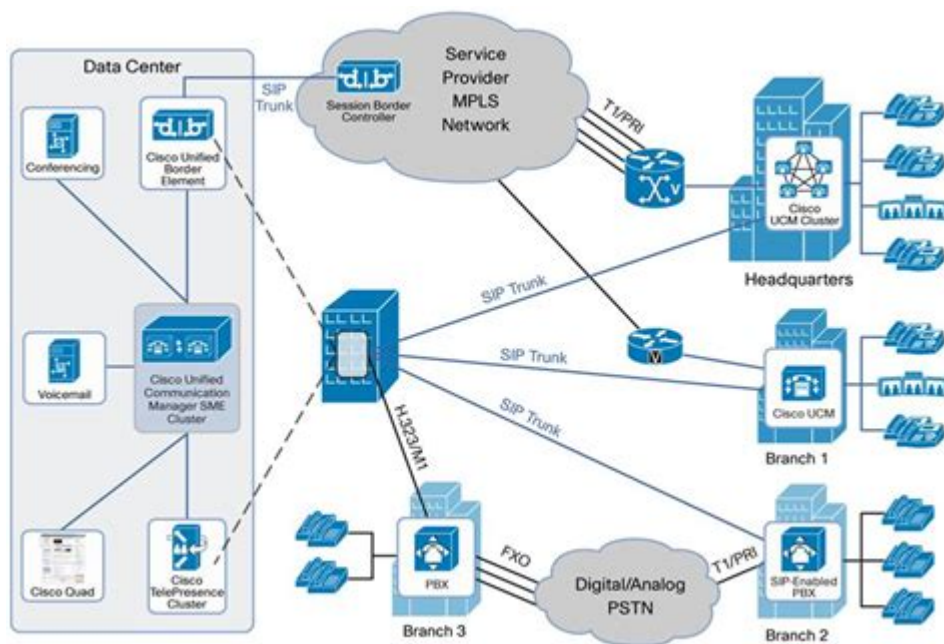 Data Center
Conferencing
Cisco Unified
Border
Element
Voicemail
Cisco Unified
Communication
Manager SME
Cluster
Cisco Quad
Cisco
TelePresence
Cluster
SIP
Trunk
Session Border
Controller
Service
Provider
MPLS
Network
T1/PRI
V
Cisco
UCM Cluster
Headquarters
SIP Trunk
V
SIP Trunk
Cisco UCM
Branch 1
SIP Trunk
H.323/M1
PBX
Branch 3
FXO
Digital/Analog
PSTN
T1/PRI
SIP-Enabled
PBX
Branch 2